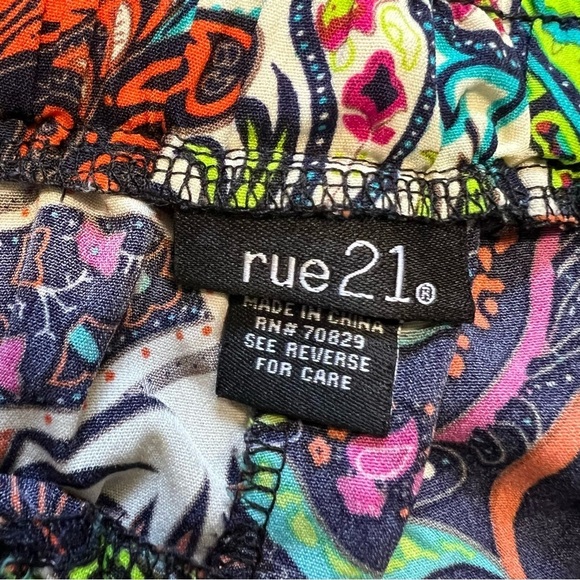 rue21®
MADE IN CHINA
RN# 70829
SEE REVERSE
FOR CARE